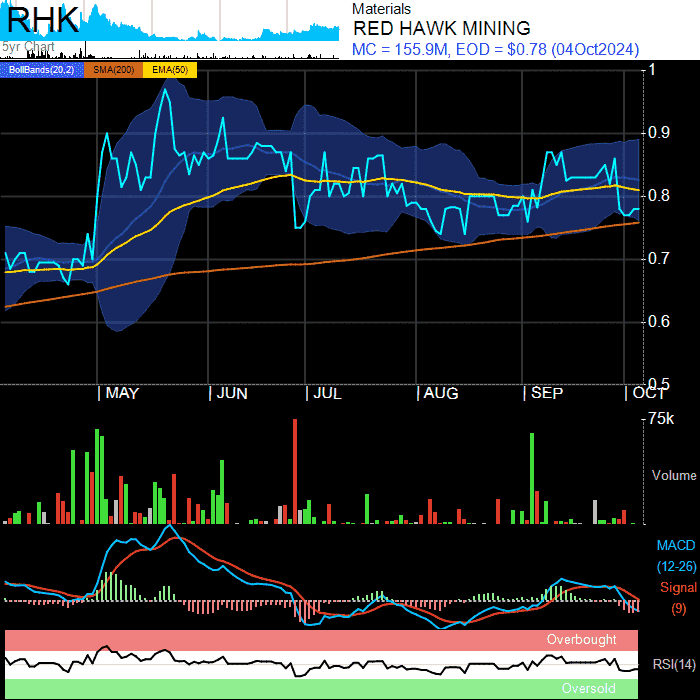 RHK
5yr Chart
Materials
RED HAWK MINING
MC = 155.9M, EOD = $0.78 (04Oct2024)
BollBands(20,2) SMA(200) EMA(50)
1
0.9
0.8
0.7
0.6
0.5
MAY JUN JUL AUG SEP OCT
75k
Volume
MACD
(12-26)
Signal
(9)
Overbought
RSI(14)
Oversold